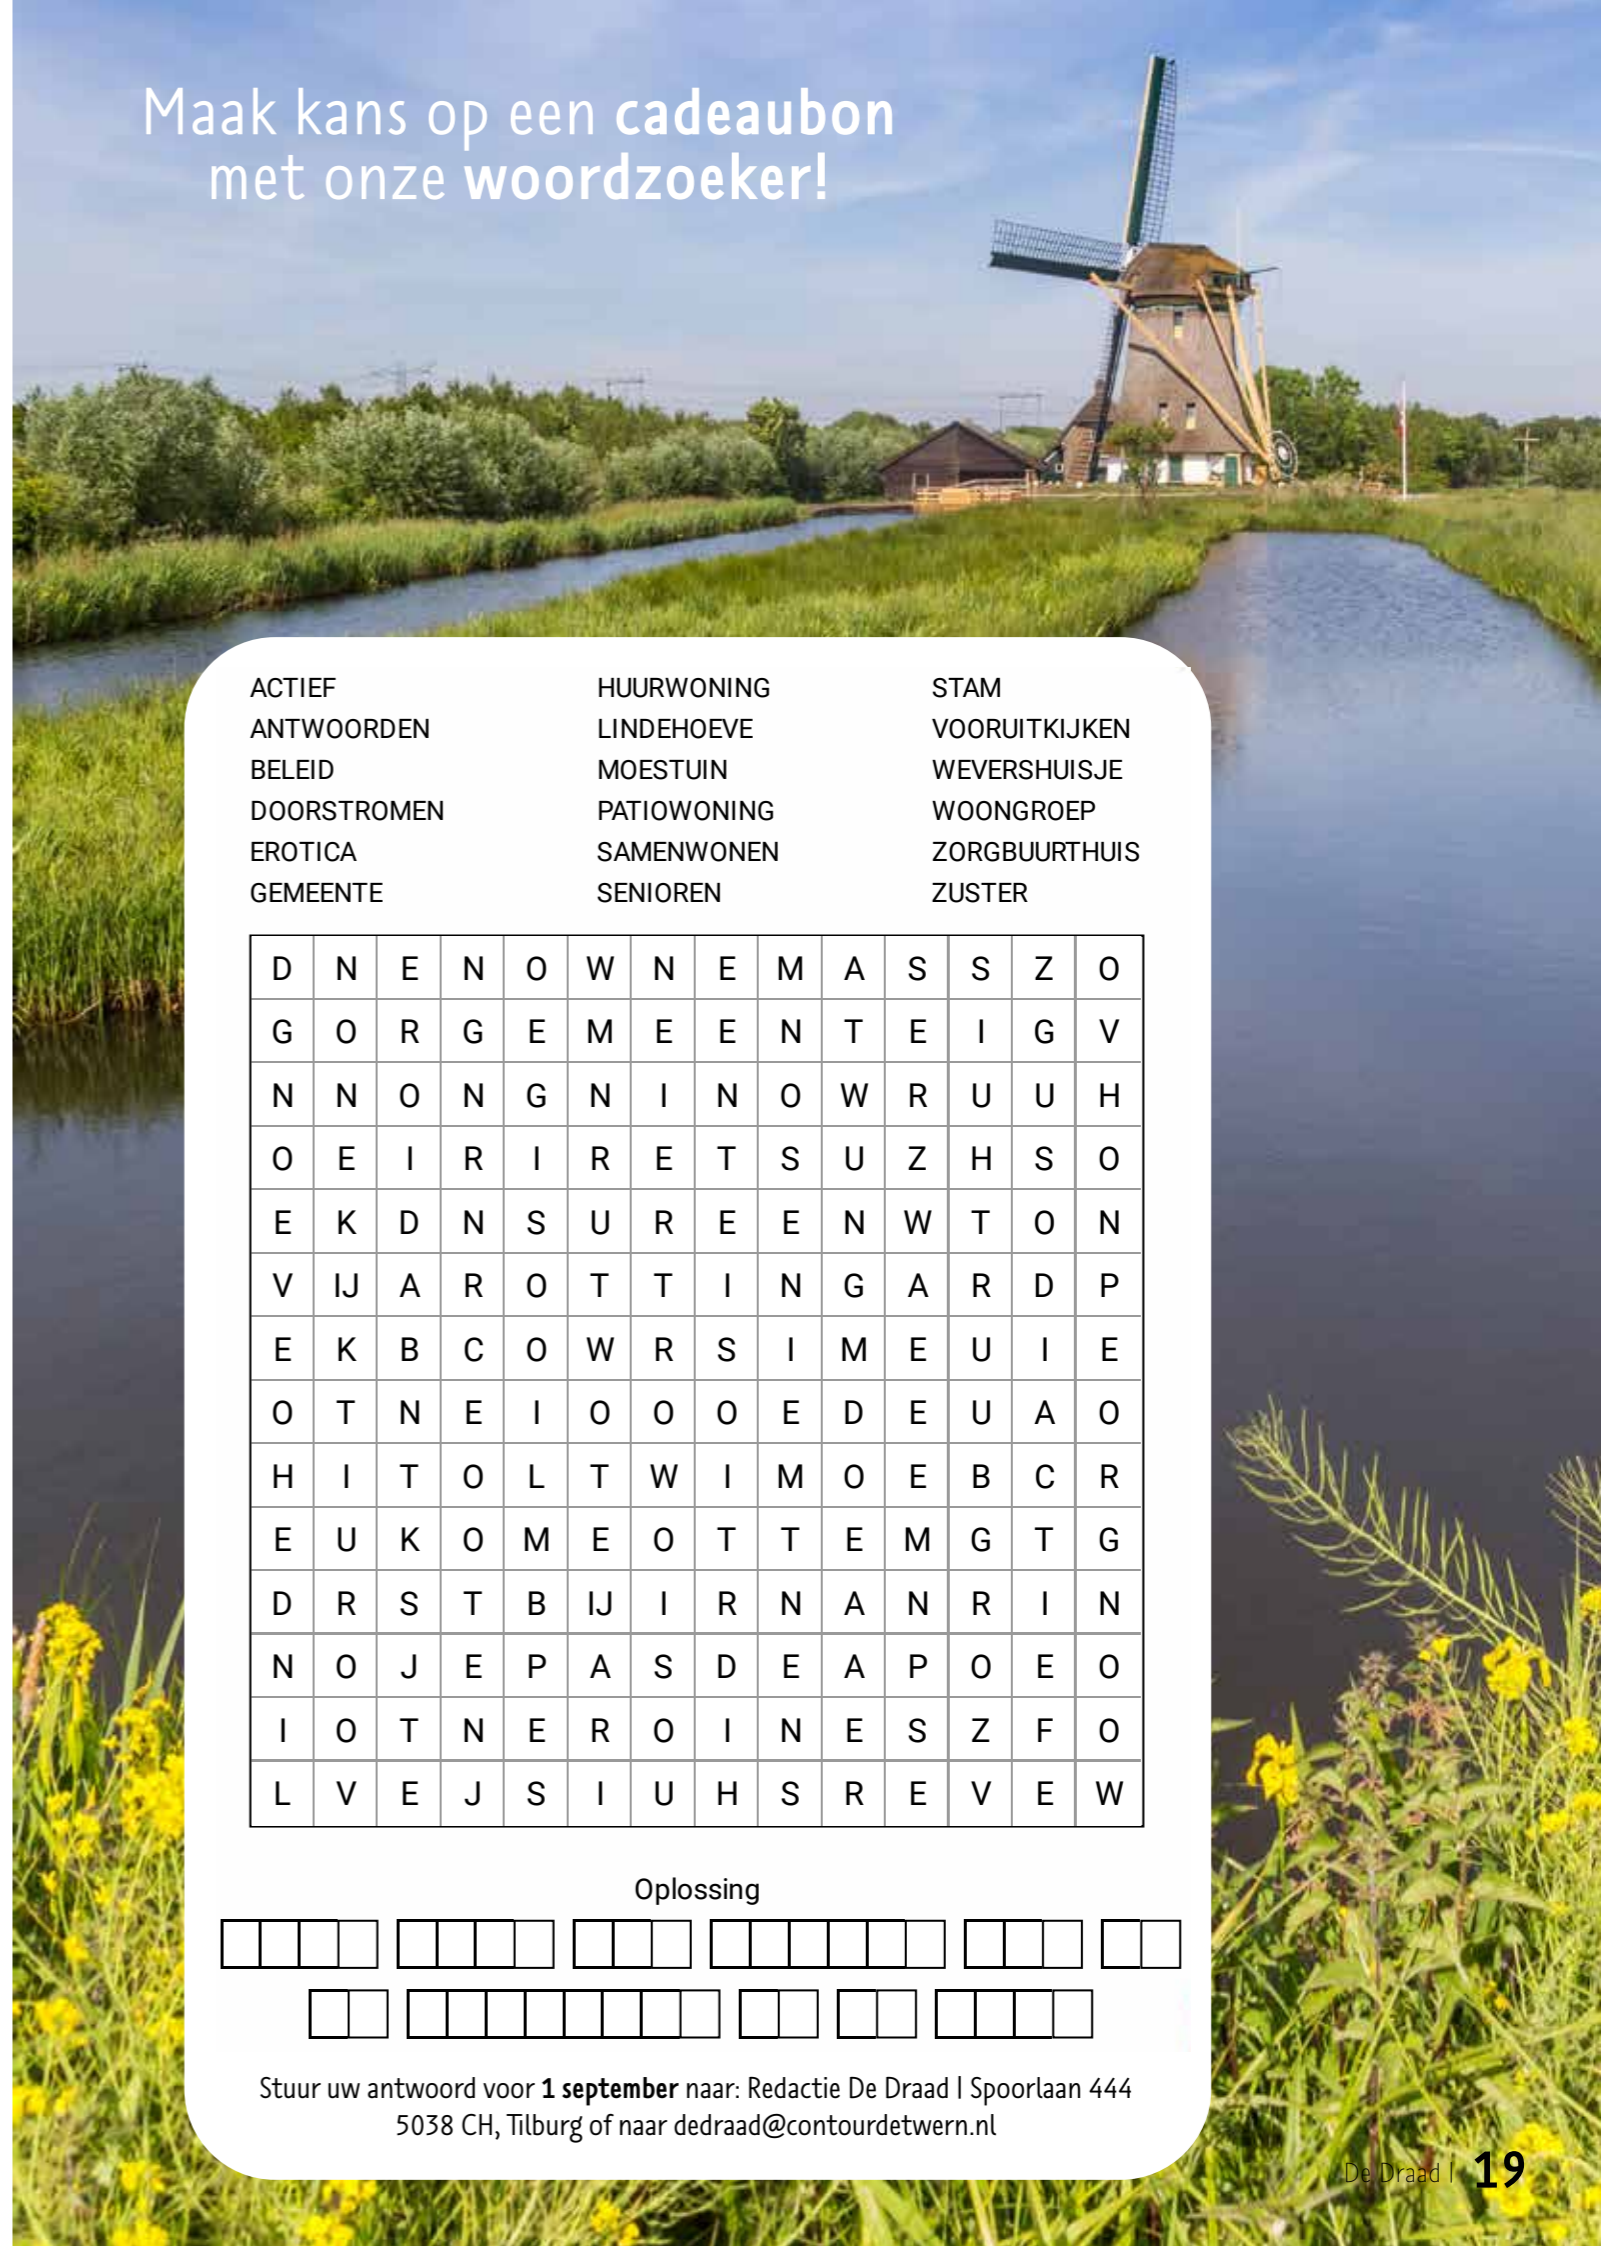 Maak kans op een cadeaubon
met onze woordzoeker!
ACTIEF HUURWONING STAM
ANTWOORDEN LINDEHOEVE VOORUITKIJKEN
BELEID MOESTUIN WEVERSHUISJE
DOORSTROMEN PATIOWONING WOONGROEP
EROTICA SAMENWONEN ZORGBUURTHUIS
GEMEENTE SENIOREN ZUSTER
D N E N O W N E M A S S Z O
G O R G E M E E N T E I G V
N N O N G N I N O W R U U H
O E I R I R E T S U Z H S O
E K D N S U R E E N W T O N
V IJ A R O T T I N G A R D P
E K B C O W R S I M E U I E
O T N E I O O O E D E U A O
H I T O L T W I M O E B C R
E U K O M E O T T E M G T G
D R S T B IJ I R N A N R I N
N O J E P A S D E A P O E O
I O T N E R O I N E S Z F O
L V E J S I U H S R E V E W
Oplossing
Stuur uw antwoord voor 1 september naar: Redactie De Draad | Spoorlaan 444
5038 CH, Tilburg of naar dedraad@contourdetwern.nl
De Draad | 19